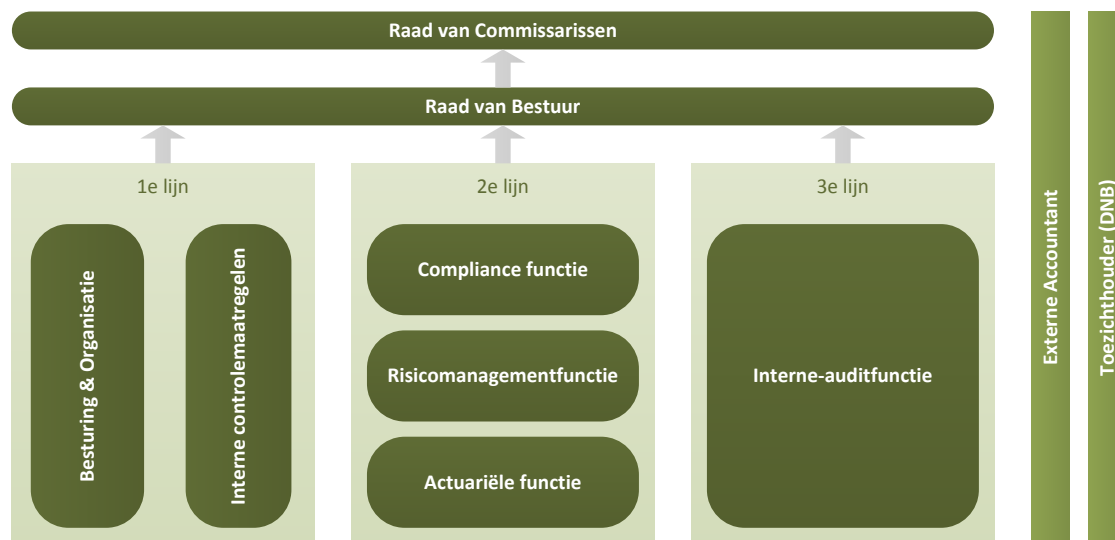 Raad van Commissarissen
Raad van Bestuur
1e lijn
Besturing & Organisatie
Interne controlemaatregelen
2e lijn
Compliance functie
Risicomanagementfunctie
Actuariële functie
3e lijn
Interne-auditfunctie
Externe Accountant
Toezichthouder (DNB)